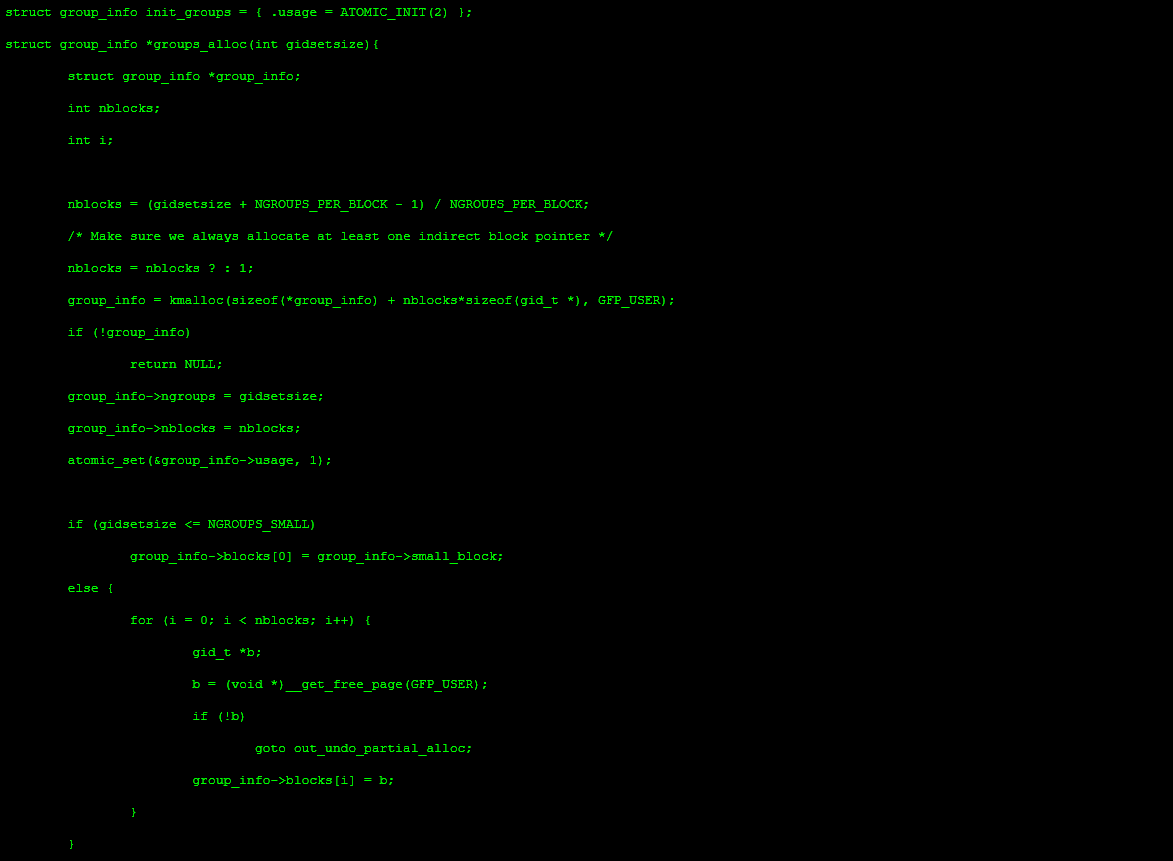 struct group_info init_groups = { .usage = ATOMIC_INIT(2) };
struct group_info *groups_alloc(int gidsetsize){
struct group_info *group_info;
int nblocks;
int i;
nblocks = (gidsetsize + NGROUPS_PER_BLOCK - 1) / NGROUPS_PER_BLOCK;
/* Make sure we always allocate at least one indirect block pointer */
nblocks = nblocks ? : 1;
group_info = kmalloc(sizeof(*group_info) + nblocks*sizeof(gid_t *), GFP_USER);
if (!group_info)
return NULL;
group_info->ngroups = gidsetsize;
group_info->nblocks = nblocks;
atomic_set(&group_info->usage, 1);
if (gidsetsize <= NGROUPS_SMALL)
group_info->blocks[0] = group_info->small_block;
else {
for (i = 0; i < nblocks; i++) {
gid_t *b;
b = (void *)__get_free_page(GFP_USER);
if (!b)
goto out_undo_partial_alloc;
group_info->blocks[i] = b;
}
}